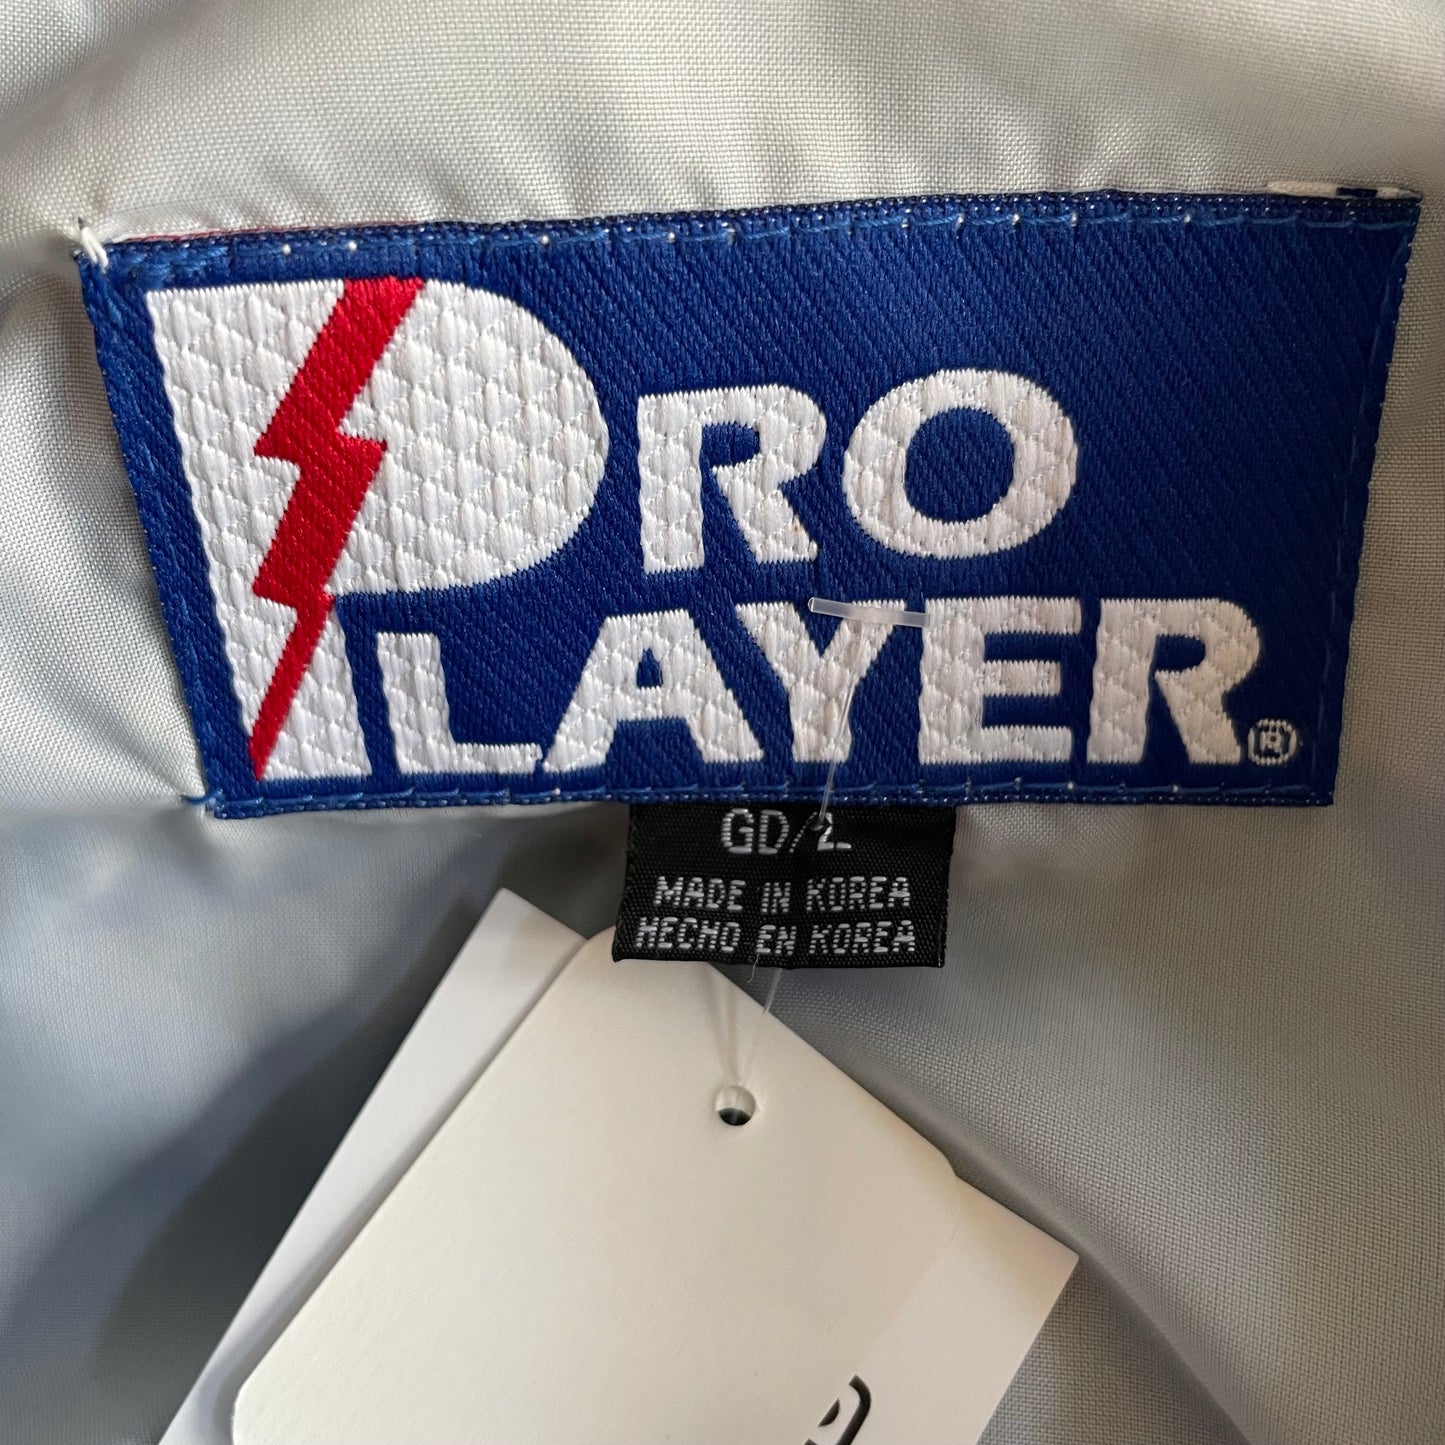 PRO
PLAYER®
GD/L
MADE IN KOREA
HECHO EN KOREA